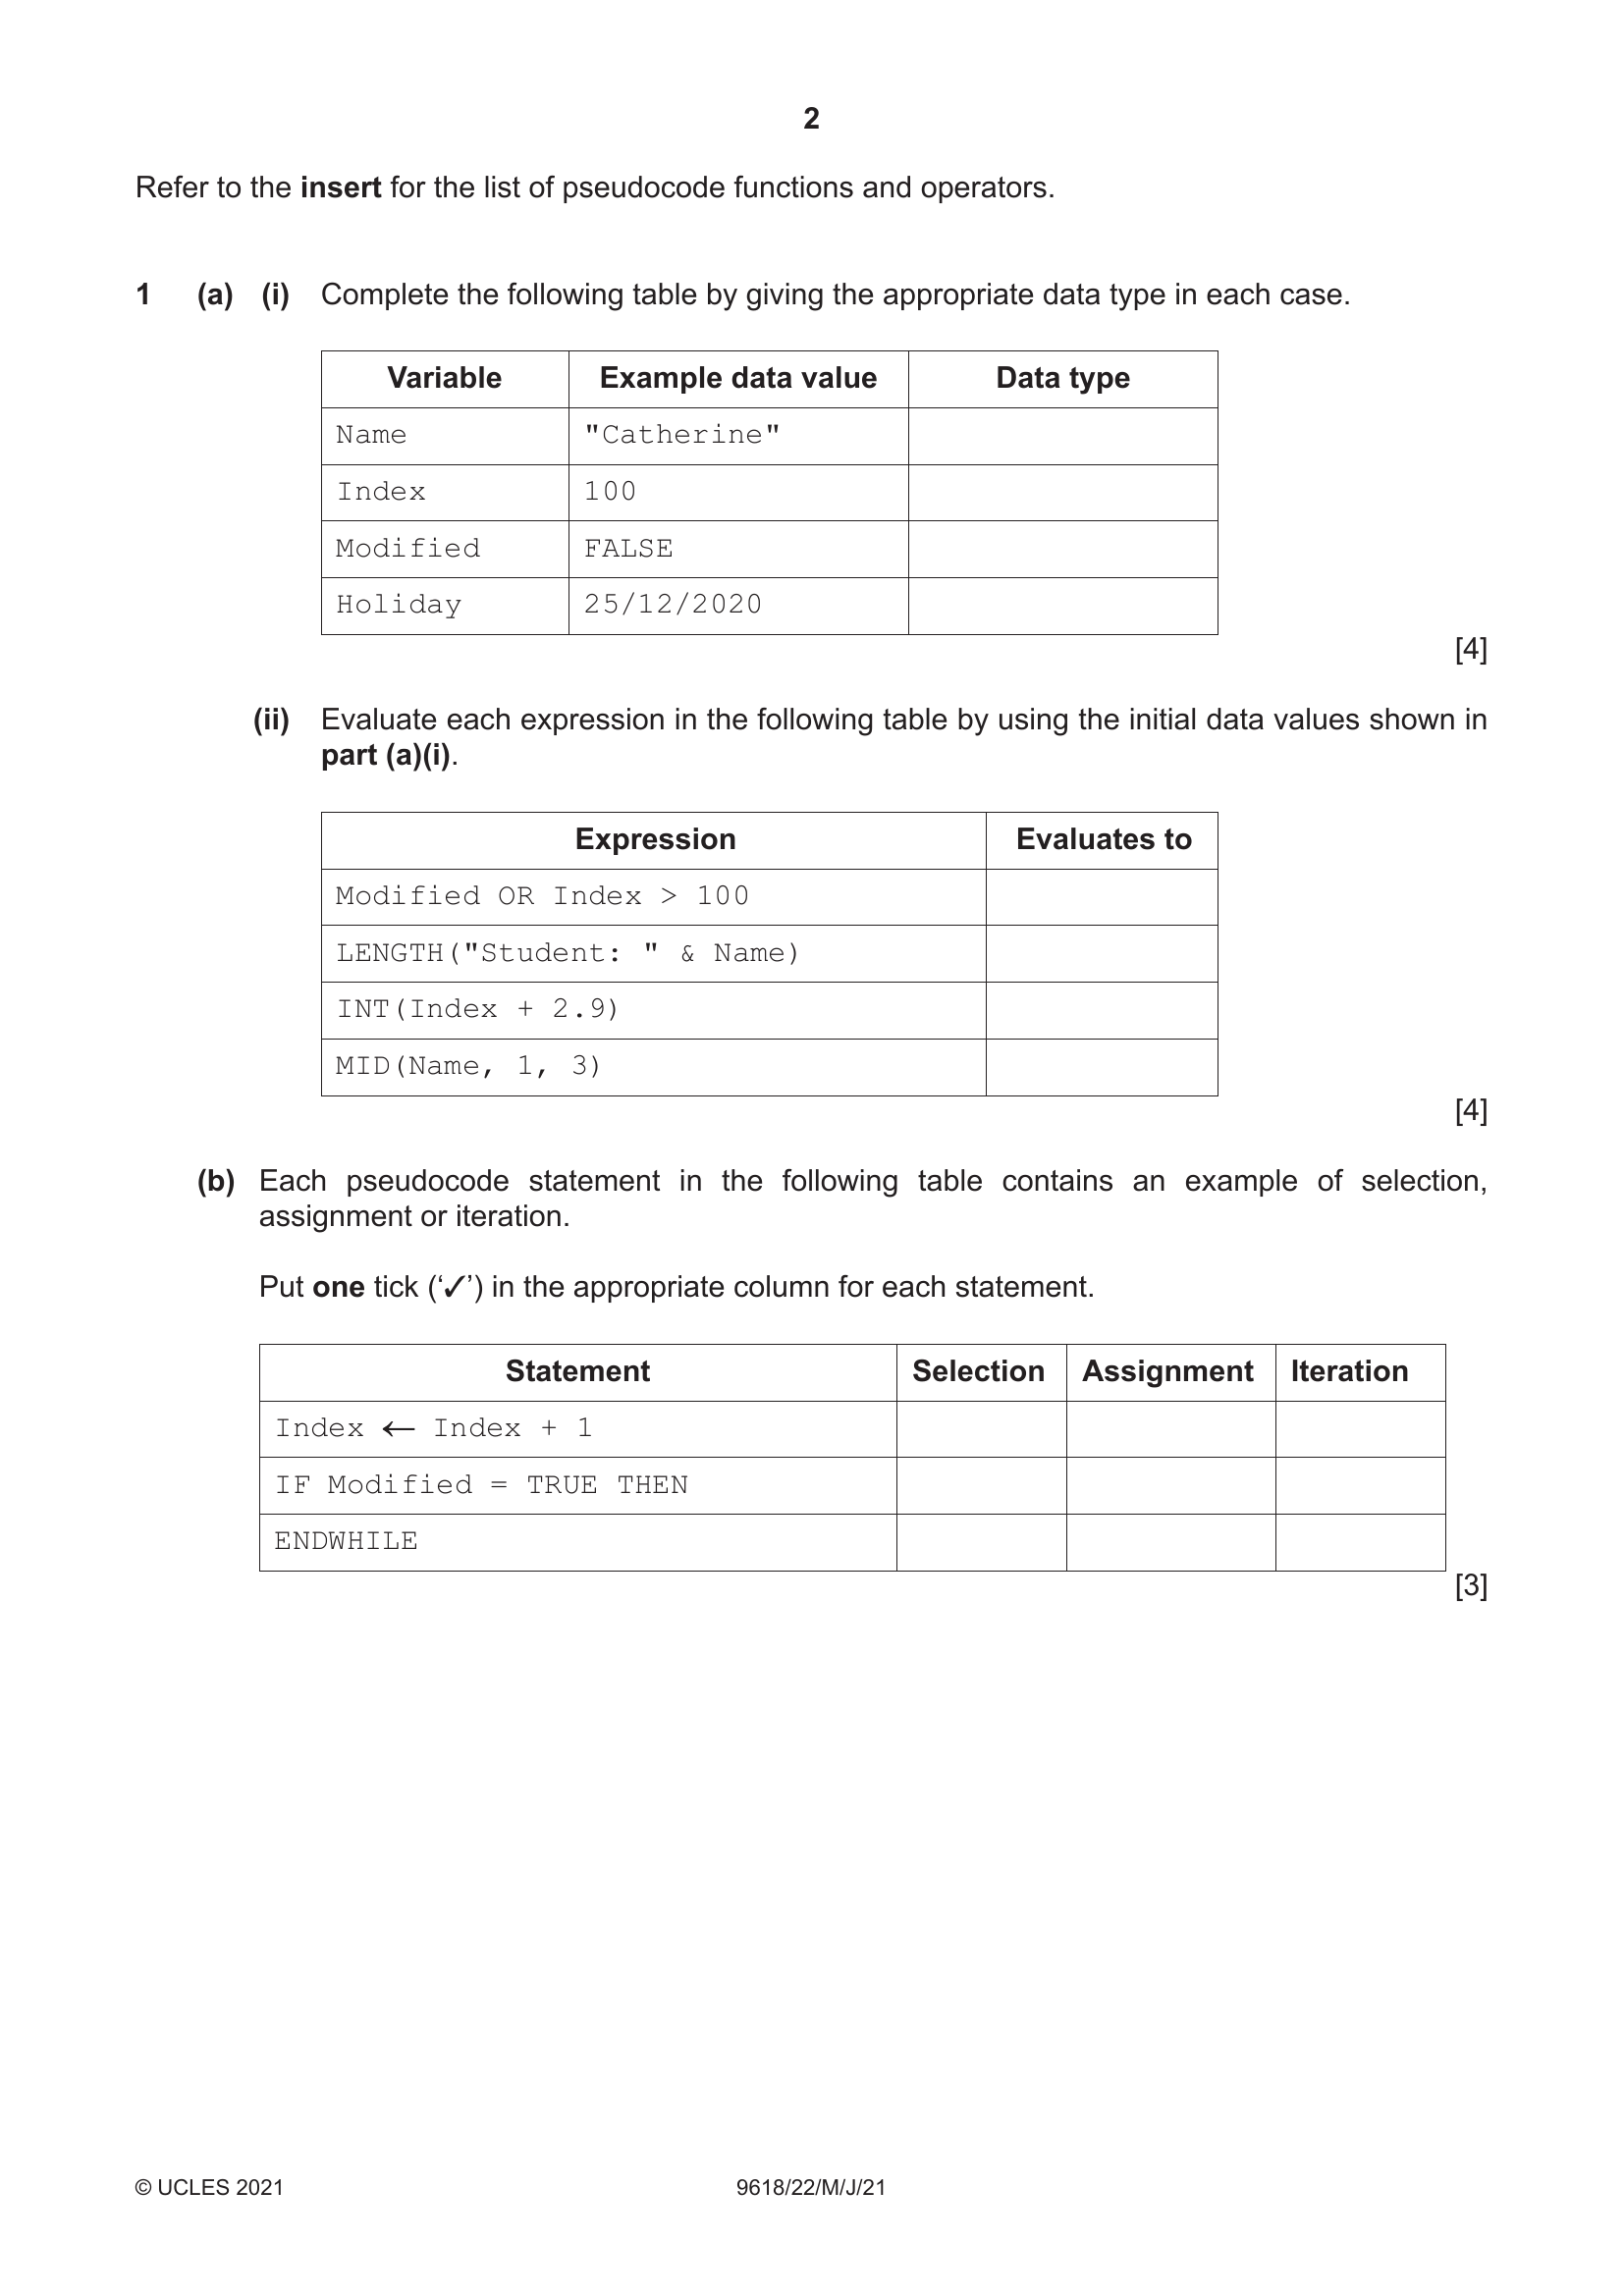 2
Refer to the insert for the list of pseudocode functions and operators.
1 (a) (i) Complete the following table by giving the appropriate data type in each case.
Variable Example data value Data type
Name "Catherine"
Index 100
Modified FALSE
Holiday 25/12/2020
[4]
(ii) Evaluate each expression in the following table by using the initial data values shown in
part (a)(i).
Expression Evaluates to
Modified OR Index > 100
LENGTH("Student: " & Name)
INT(Index + 2.9)
MID(Name, 1, 3)
[4]
(b) Each pseudocode statement in the following table contains an example of selection,
assignment or iteration.
Put one tick (‘✓’) in the appropriate column for each statement.
Statement Selection Assignment Iteration
Index ← Index + 1
IF Modified = TRUE THEN
ENDWHILE
[3]
© UCLES 2021 9618/22/M/J/21